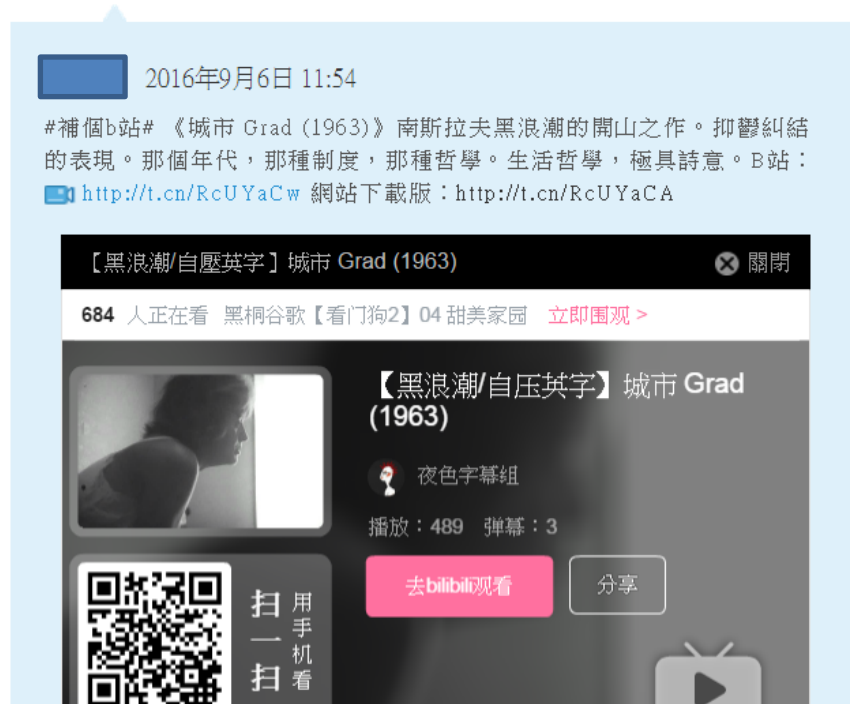 2016年9月6日 11:54
#補個b站# 《城市 Grad (1963)》南斯拉夫黑浪潮的開山之作。抑鬱糾結
的表現。那個年代，那種制度，那種哲學。生活哲學，極具詩意。B站：
http://t.cn/RcUYaCw 網站下載版：http://t.cn/RcUYaCA
【黑浪潮/自壓英字】城市 Grad (1963) 關閉
684 人正在看 黑桐谷歌【看门狗2】04 甜美家园 立即围观 >
【黑浪潮/自压英字】城市 Grad
(1963)
夜色字幕组
播放：489 弹幕：3
去bilibili观看 分享
扫一扫
用手机看